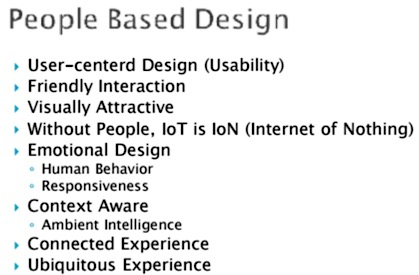 People Based Design
User-centerd Design (Usability)
Friendly Interaction
Visually Attractive
Without People, IoT is IoN (Internet of Nothing)
Emotional Design
Human Behavior
Responsiveness
Context Aware
Ambient Intelligence
Connected Experience
Ubiquitous Experience